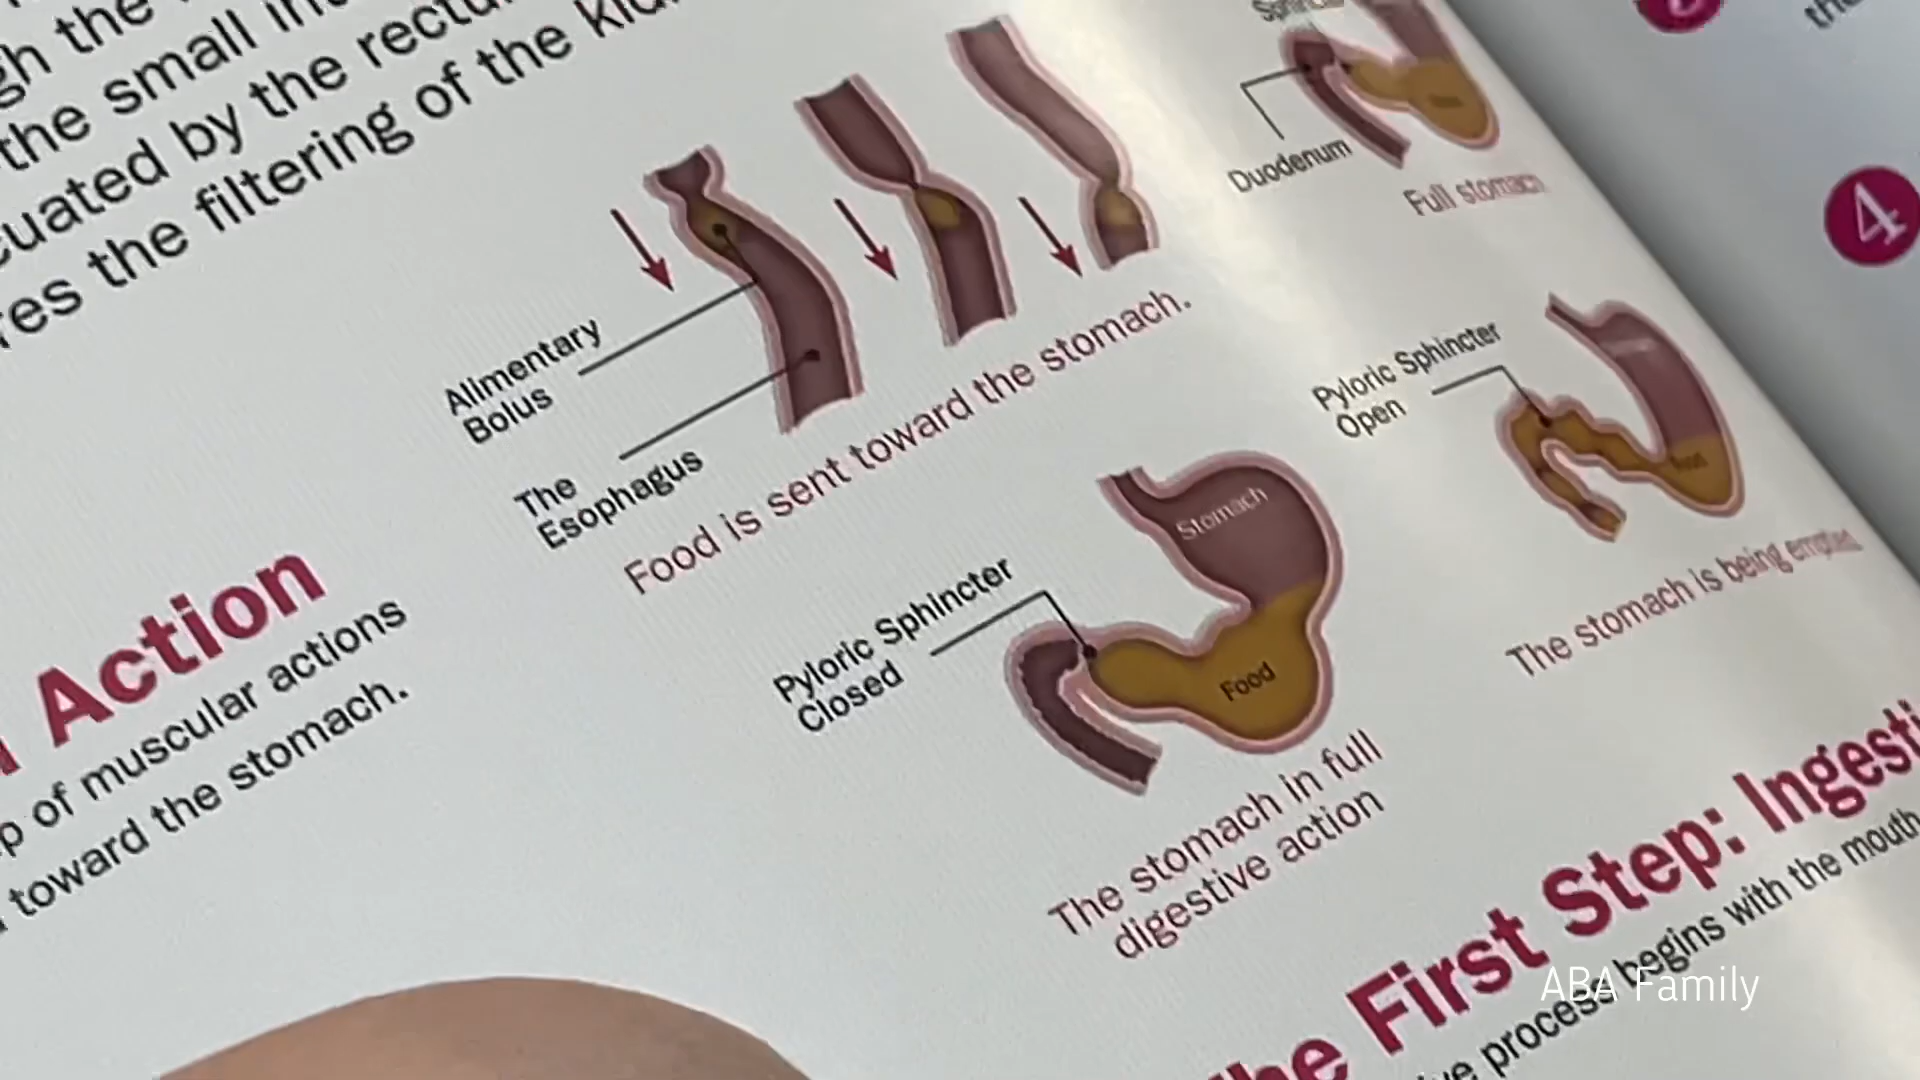 gh the
the small
cuated by the
res the filtering of the
Alimentary
Bolus
The
Esophagus
Food is sent toward the stomach.
Duodenum
Full stomach
4
Pyloric Sphincter
Open
The stomach is being emptied
Pyloric Sphincter
Closed
Stomach
Food
The stomach in full
digestive action
Action
of muscular actions
toward the stomach.
The First Step: Ingesti
process begins with the mouth
ABA Family